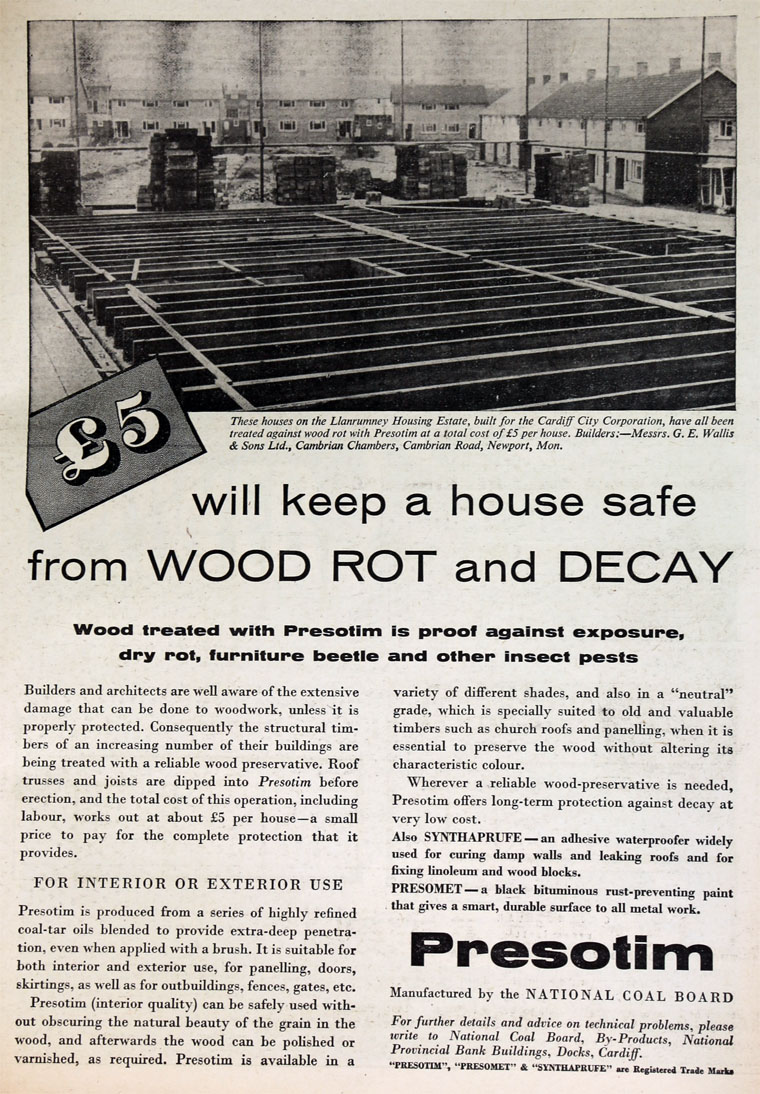 £5
These houses on the Llanrumney Housing Estate, built for the Cardiff City Corporation, have all been
treated against wood rot with Presotim at a total cost of £5 per house. Builders:—Messrs. G. E. Wallis
& Sons Ltd., Cambrian Chambers, Cambrian Road, Newport, Mon.
will keep a house safe
from WOOD ROT and DECAY
Wood treated with Presotim is proof against exposure,
dry rot, furniture beetle and other insect pests
Builders and architects are well aware of the extensive
damage that can be done to woodwork, unless it is
properly protected. Consequently the structural tim-
bers of an increasing number of their buildings are
being treated with a reliable wood preservative. Roof
trusses and joists are dipped into Presotim before
erection, and the total cost of this operation, including
labour, works out at about £5 per house—a small
price to pay for the complete protection that it
provides.
FOR INTERIOR OR EXTERIOR USE
Presotim is produced from a series of highly refined
coal-tar oils blended to provide extra-deep penetra-
tion, even when applied with a brush. It is suitable for
both interior and exterior use, for panelling, doors,
skirtings, as well as for outbuildings, fences, gates, etc.
Presotim (interior quality) can be safely used with-
out obscuring the natural beauty of the grain in the
wood, and afterwards the wood can be polished or
varnished, as required. Presotim is available in a
variety of different shades, and also in a "neutral"
grade, which is specially suited to old and valuable
timbers such as church roofs and panelling, when it is
essential to preserve the wood without altering its
characteristic colour.
Wherever a reliable wood-preservative is needed,
Presotim offers long-term protection against decay at
very low cost.
Also SYNTHAPRUFE—an adhesive waterproofer widely
used for curing damp walls and leaking roofs and for
fixing linoleum and wood blocks.
PRESOMET—a black bituminous rust-preventing paint
that gives a smart, durable surface to all metal work.
Presotim
Manufactured by the NATIONAL COAL BOARD
For further details and advice on technical problems, please
write to National Coal Board, By-Products, National
Provincial Bank Buildings, Docks, Cardiff.
"PRESOTIM", "PRESOMET" & "SYNTHAPRUFE" are Registered Trade Marks